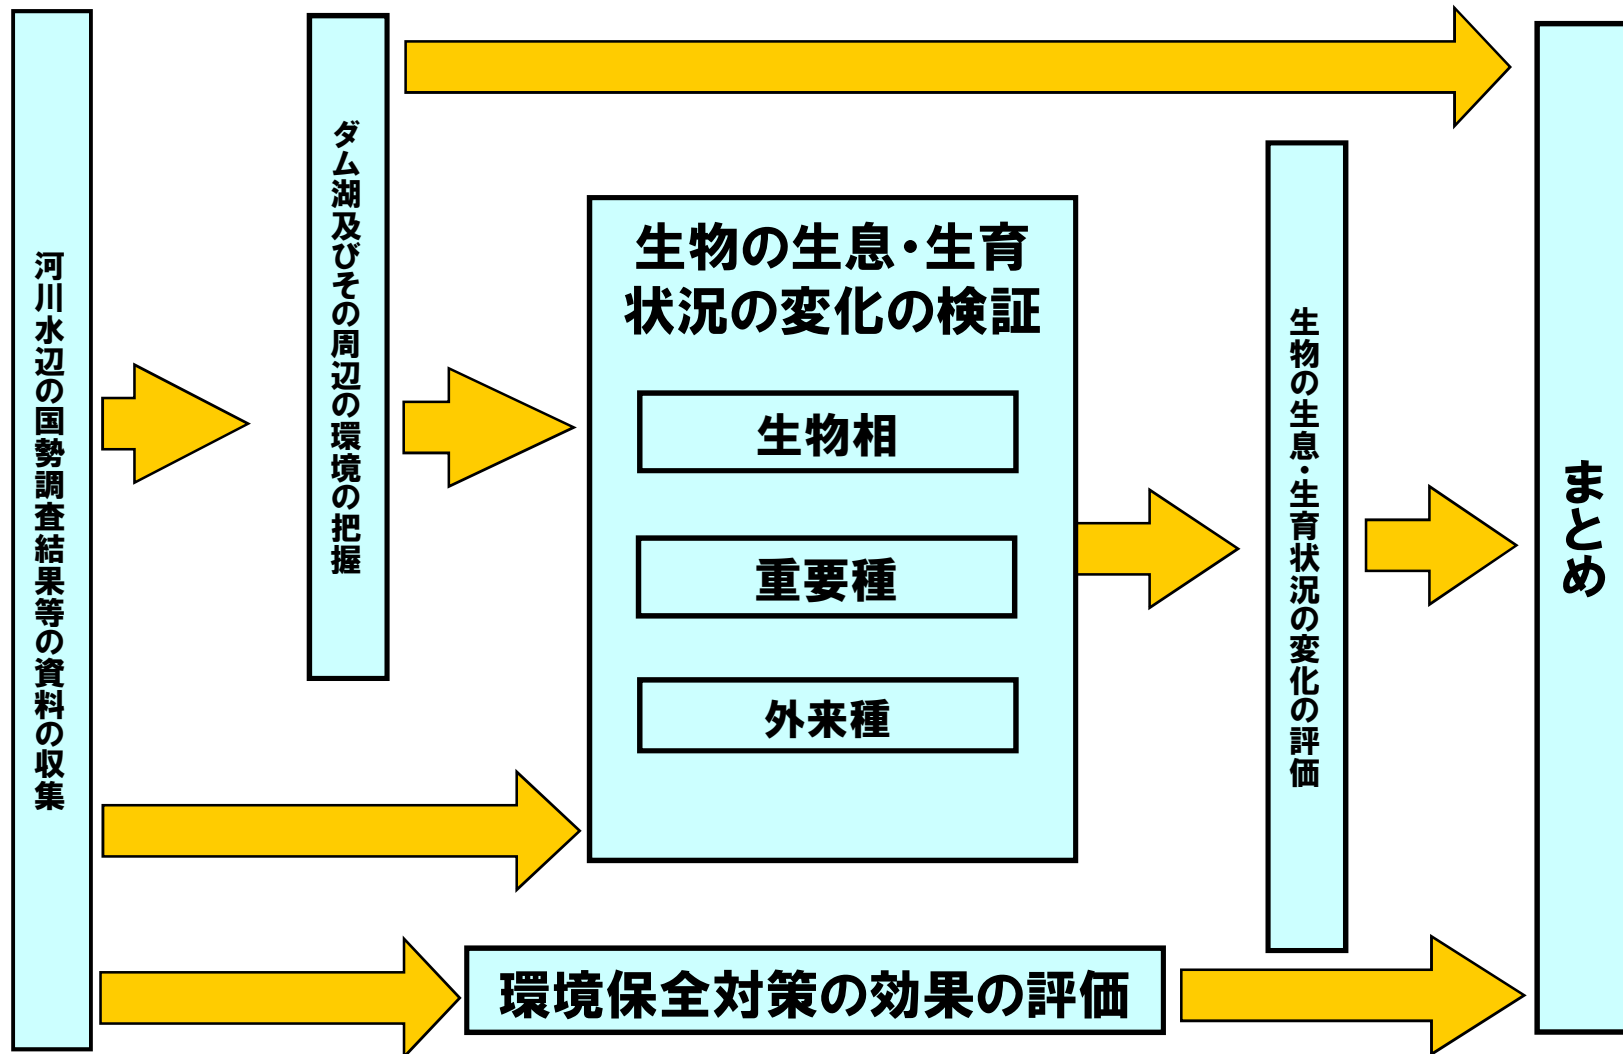 河川水辺の国勢調査結果等の資料の収集
ダム湖及びその周辺の環境の把握
生物の生息・生育
状況の変化の検証
生物相
重要種
外来種
環境保全対策の効果の評価
生物の生息・生育状況の変化の評価
まとめ